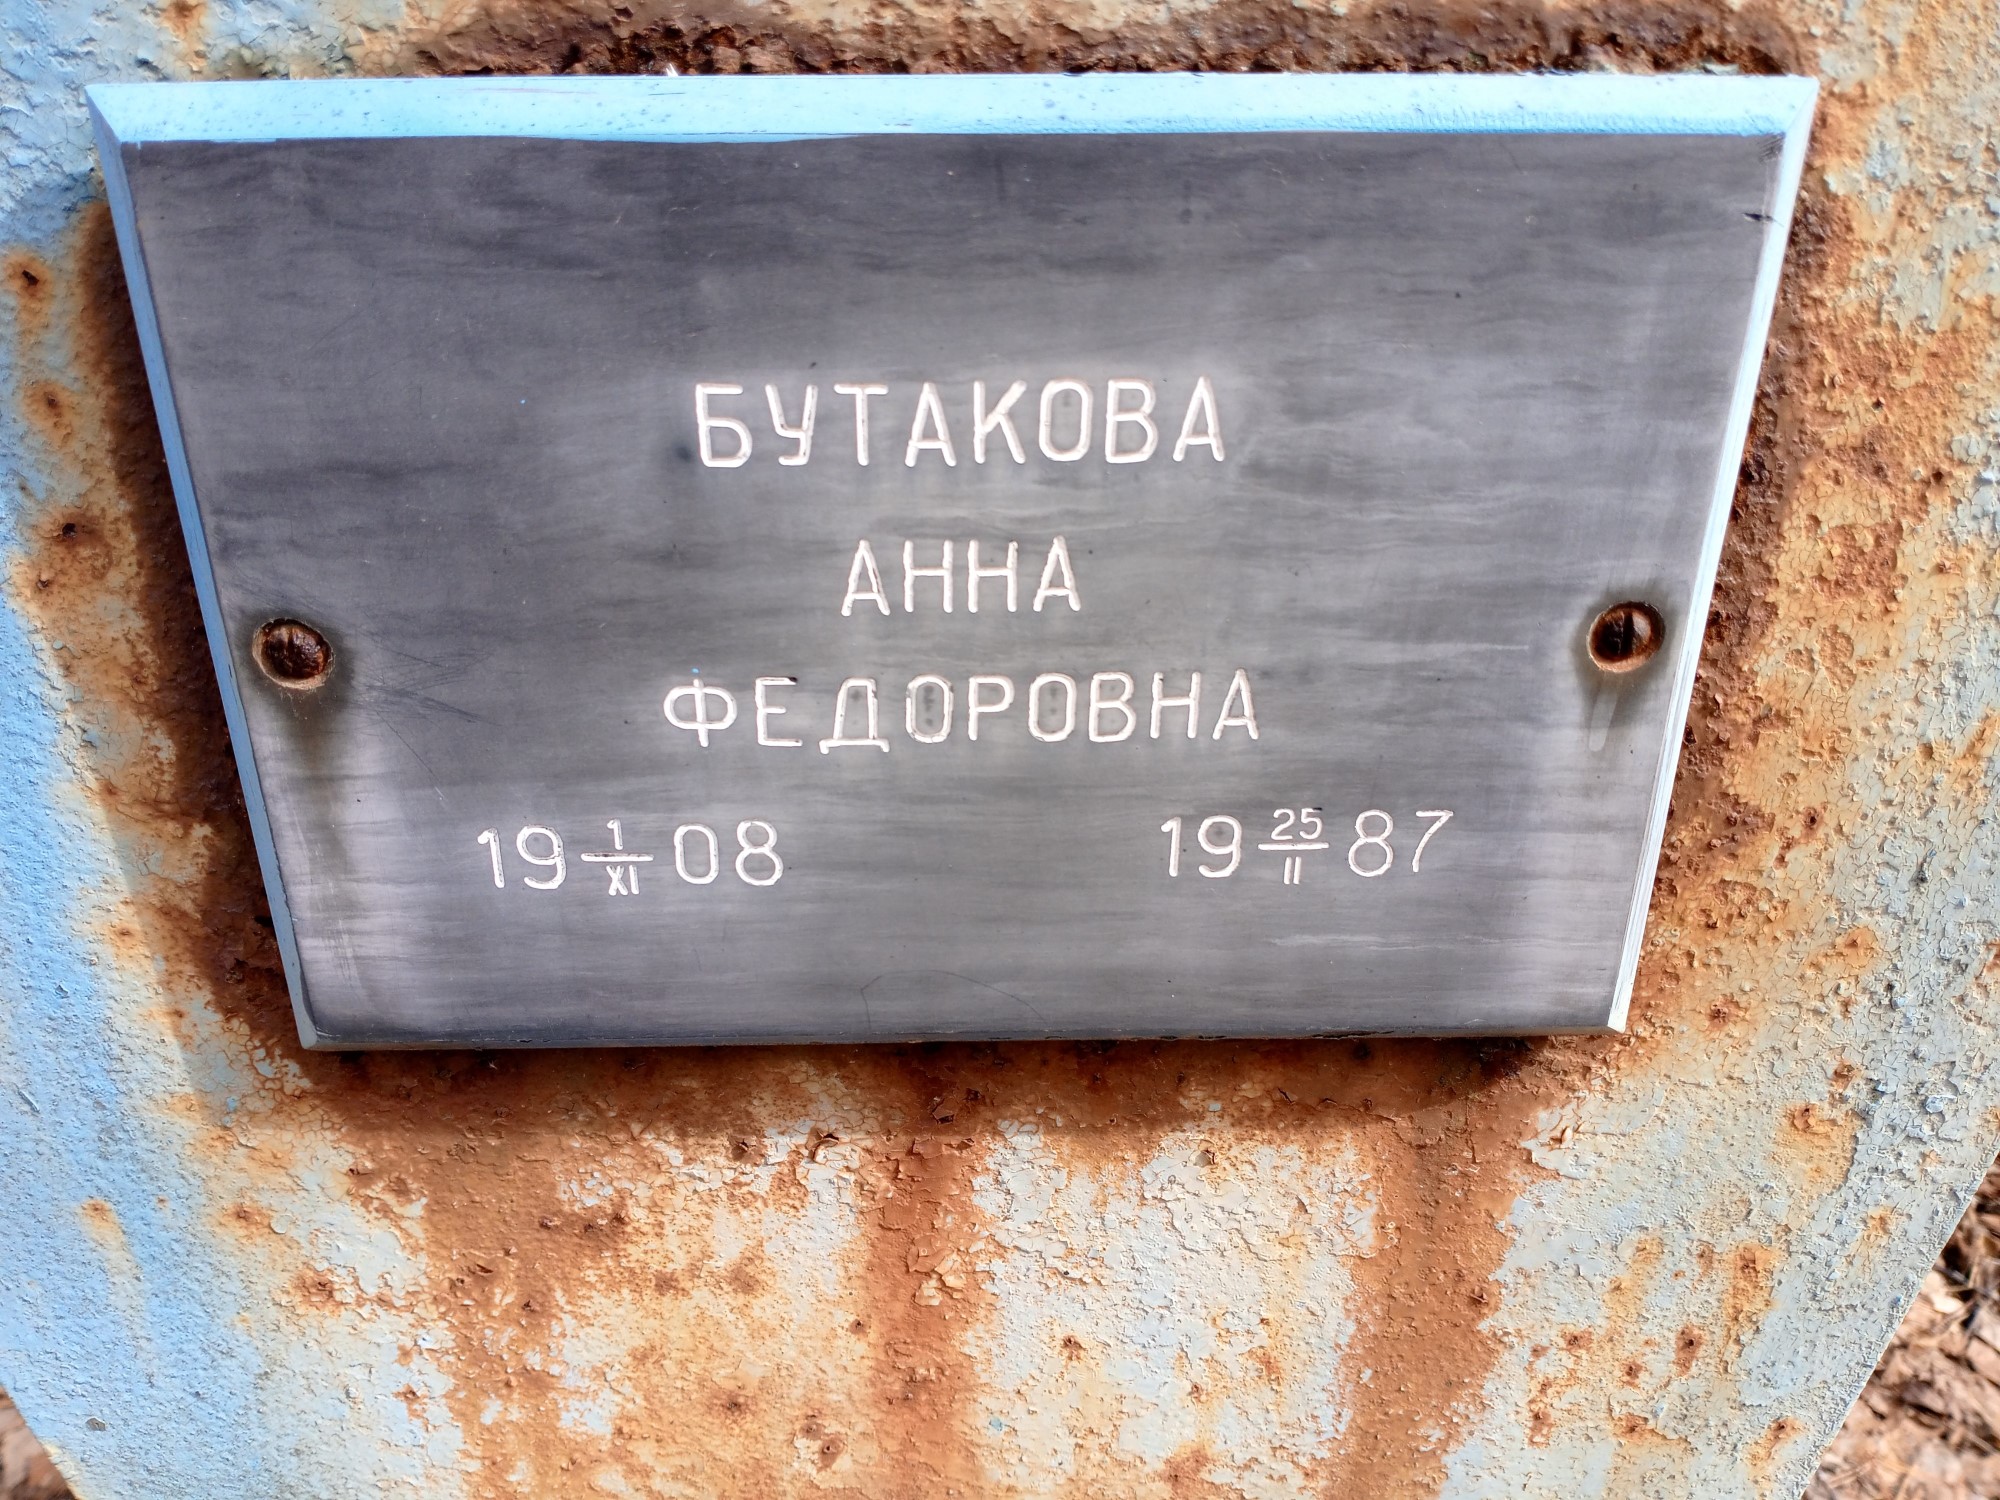 БУТАКОВА
АННА
ФЕДОРОВНА
19 1/XI 08 19 25/II 87